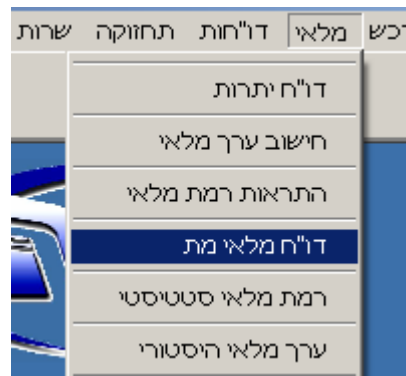 רכש מלאי דו"חות תחזוקה שרות
דו"ח יתרות
חישוב ערך מלאי
התראות רמת מלאי
דו"ח מלאי מת
רמת מלאי סטטיסטי
ערך מלאי היסטורי